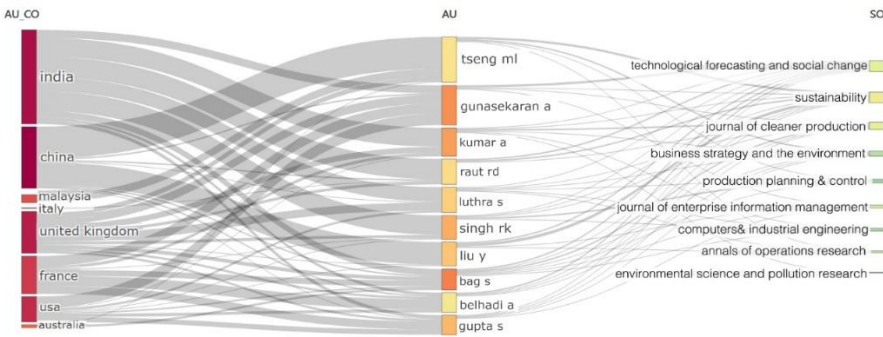 AU_CO
AU
SO
india
china
malaysia
italy
united kingdom
france
usa
australia
tseng ml
gunasekaran a
kumar a
raut rd
luthra s
singh rk
liu y
bag s
belhadi a
gupta s
technological forecasting and social change
sustainability
journal of cleaner production
business strategy and the environment
production planning & control
journal of enterprise information management
computers& industrial engineering
annals of operations research
environmental science and pollution research